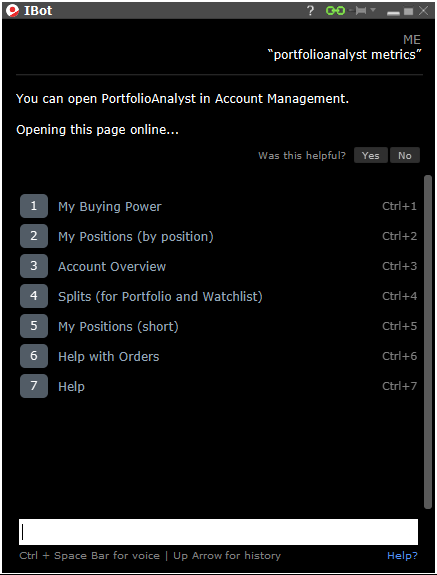 IBot
?
ME
“portfolioanalyst metrics”
You can open PortfolioAnalyst in Account Management.
Opening this page online...
Was this helpful? Yes No
1 My Buying Power Ctrl+1
2 My Positions (by position) Ctrl+2
3 Account Overview Ctrl+3
4 Splits (for Portfolio and Watchlist) Ctrl+4
5 My Positions (short) Ctrl+5
6 Help with Orders Ctrl+6
7 Help Ctrl+7
Ctrl + Space Bar for voice | Up Arrow for history Help?